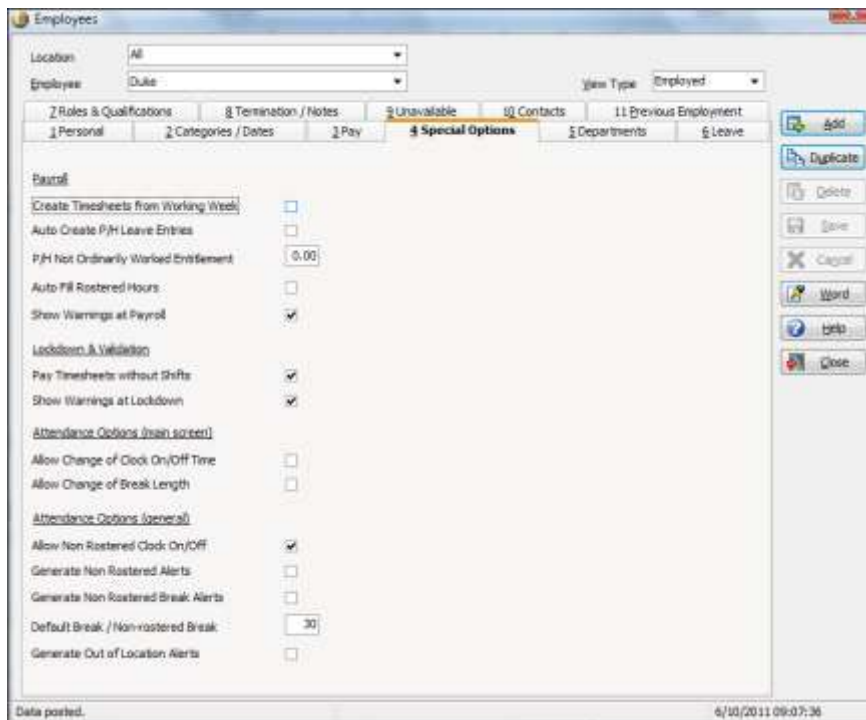 Employees
Location All
Employee Duke View Type Employed
7 Roles & Qualifications 8 Termination / Notes 9 Unavailable 10 Contacts 11 Previous Employment
1 Personal 2 Categories / Dates 3 Pay 4 Special Options 5 Departments 6 Leave
Add
Duplicate
Delete
Save
Cancel
Word
Help
Close
Payroll
Create Timesheets from Working Week
Auto Create P/H Leave Entries
P/H Not Ordinarily Worked Entitlement 0.00
Auto Fill Rostered Hours
Show Warnings at Payroll
Lockdown & Validation
Pay Timesheets without Shifts
Show Warnings at Lockdown
Attendance Options (main screen)
Allow Change of Clock On/Off Time
Allow Change of Break Length
Attendance Options (general)
Allow Non Rostered Clock On/Off
Generate Non Rostered Alerts
Generate Non Rostered Break Alerts
Default Break / Non-rostered Break 30
Generate Out of Location Alerts
Data posted. 6/10/2011 09:07:36